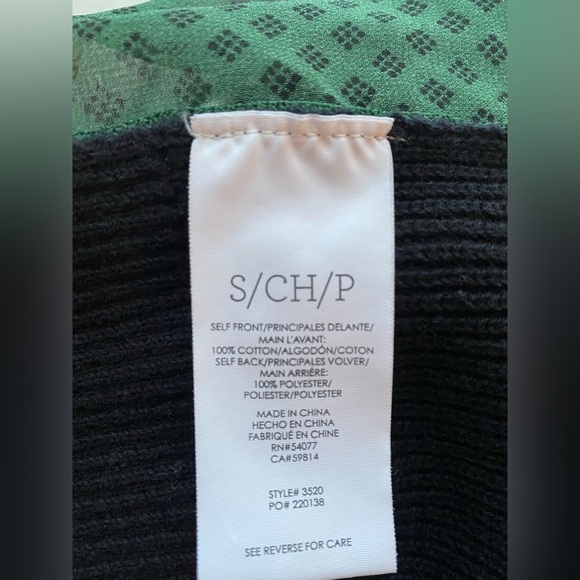 S/CH/P
SELF FRONT/PRINCIPALES DELANTE/
MAIN L'AVANT:
100% COTTON/ALGODÓN/COTON
SELF BACK/PRINCIPALES VOLVER/
MAIN ARRIÈRE:
100% POLYESTER/
POLIESTER/POLYESTER
MADE IN CHINA
HECHO EN CHINA
FABRIQUÉ EN CHINE
RN#54077
CA#59814
STYLE# 3520
PO# 220138
SEE REVERSE FOR CARE